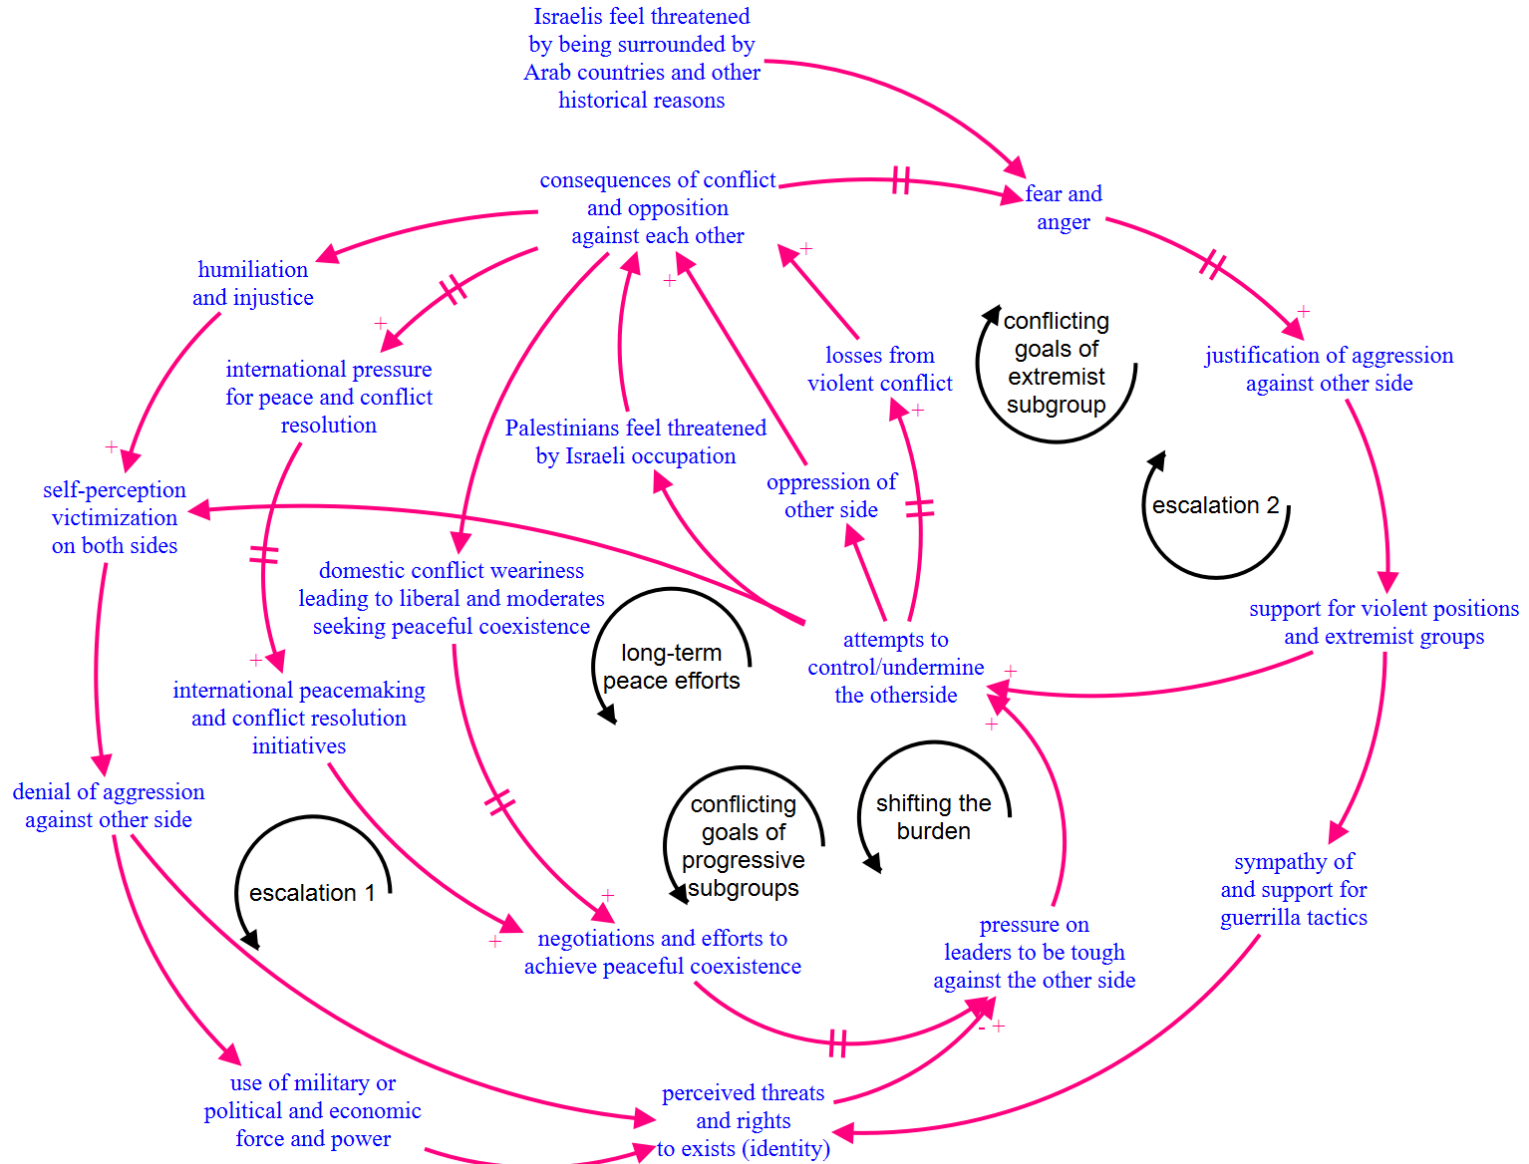 Israelis feel threatened
by being surrounded by
Arab countries and other
historical reasons
consequences of conflict
and opposition
against each other
fear and
anger
humiliation
and injustice
+
+
+
+
international pressure
for peace and conflict
resolution
losses from
violent conflict
conflicting
goals of
extremist
subgroup
justification of aggression
against other side
+
Palestinians feel threatened
by Israeli occupation
+
self-perception
victimization
on both sides
oppression of
other side
escalation 2
domestic conflict weariness
leading to liberal and moderates
seeking peaceful coexistence
support for violent positions
and extremist groups
long-term
peace efforts
attempts to
control/undermine
the otherside
+
+
+
international peacemaking
and conflict resolution
initiatives
denial of aggression
against other side
conflicting
goals of
progressive
subgroups
shifting the
burden
escalation 1
sympathy of
and support for
guerrilla tactics
+
+
negotiations and efforts to
achieve peaceful coexistence
pressure on
leaders to be tough
against the other side
- +
use of military or
political and economic
force and power
perceived threats
and rights
to exists (identity)